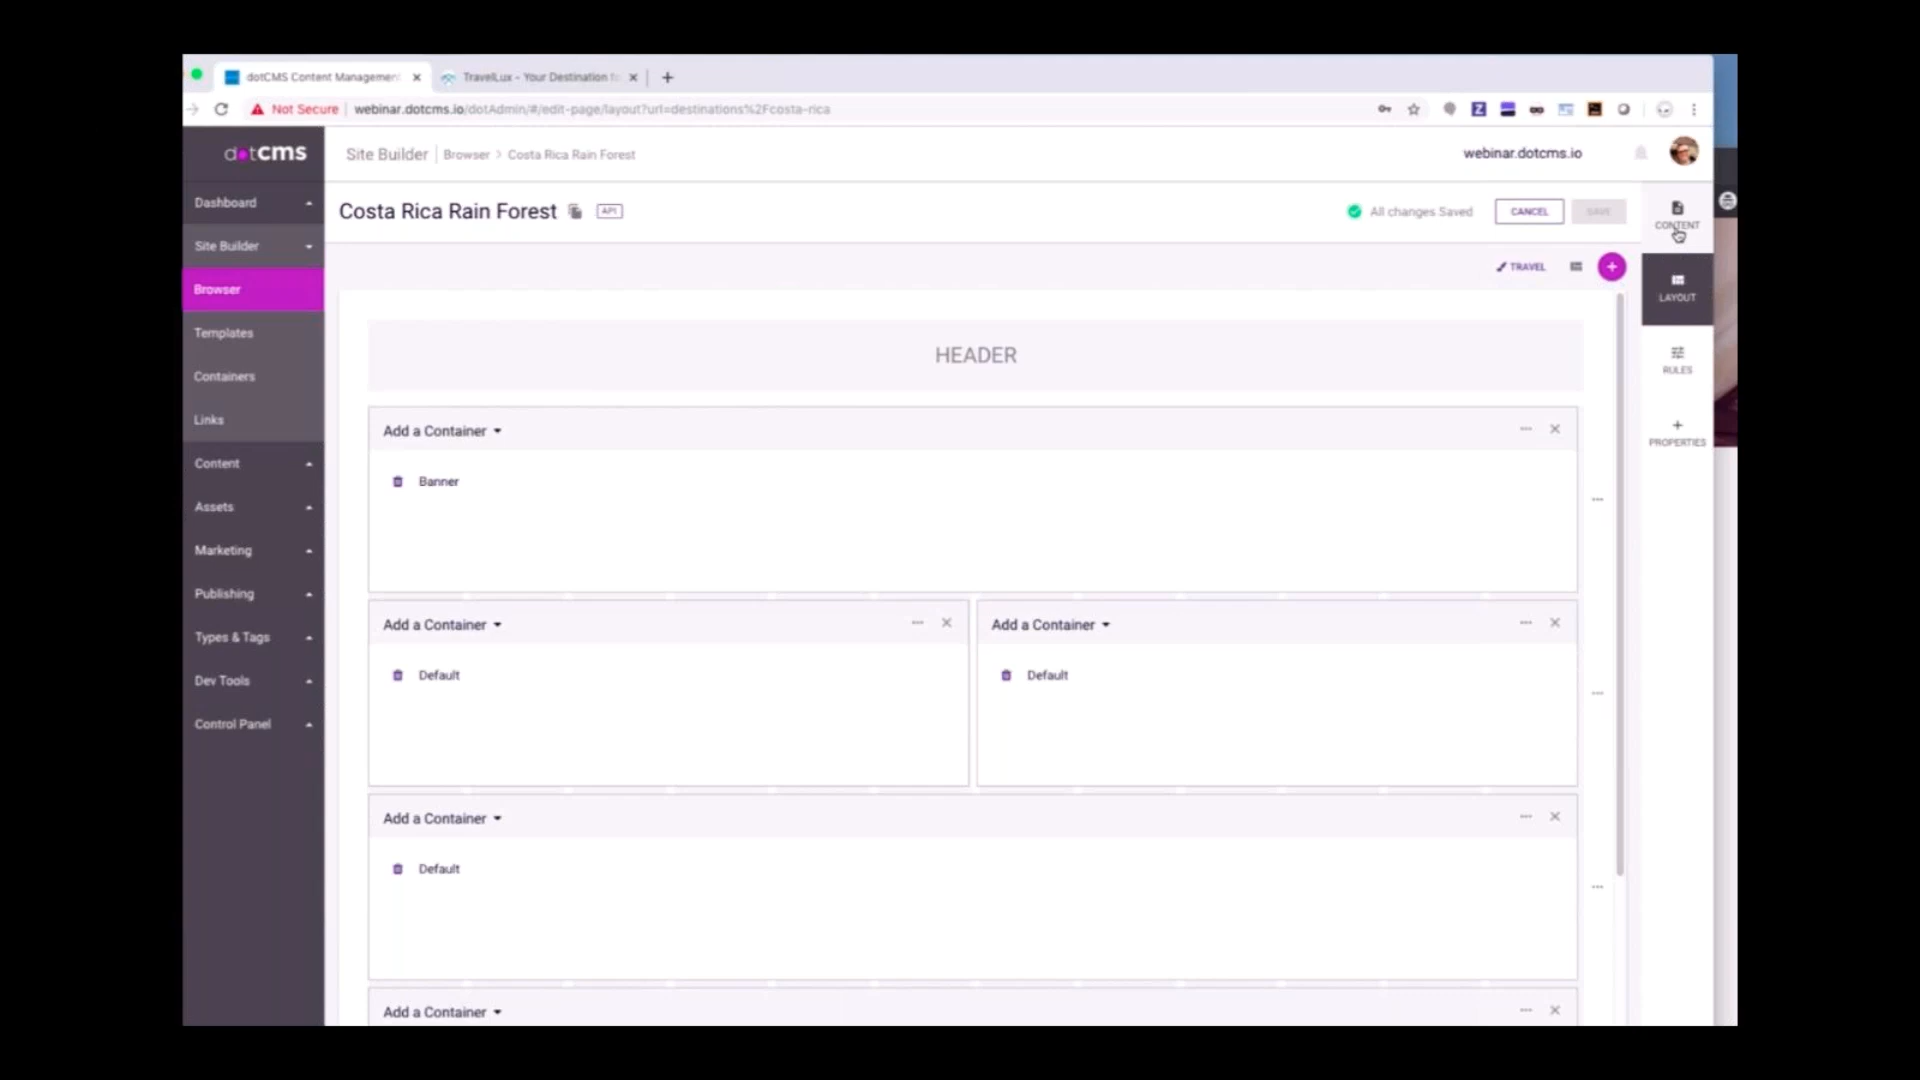 dotCMS Content Management
TravelLux - Your Destination fo
Not Secure
webinar.dotcms.io/dotAdmin/#/edit-page/layout?url=destinations%2Fcosta-rica
dotCMS
Site Builder
Browser > Costa Rica Rain Forest
webinar.dotcms.io
Dashboard
Site Builder
Browser
Templates
Containers
Links
Content
Assets
Marketing
Publishing
Types & Tags
Dev Tools
Control Panel
Costa Rica Rain Forest
API
All changes Saved
CANCEL
SAVE
TRAVEL
CONTENT
LAYOUT
RULES
PROPERTIES
HEADER
Add a Container
Banner
Add a Container
Default
Add a Container
Default
Add a Container
Default
Add a Container